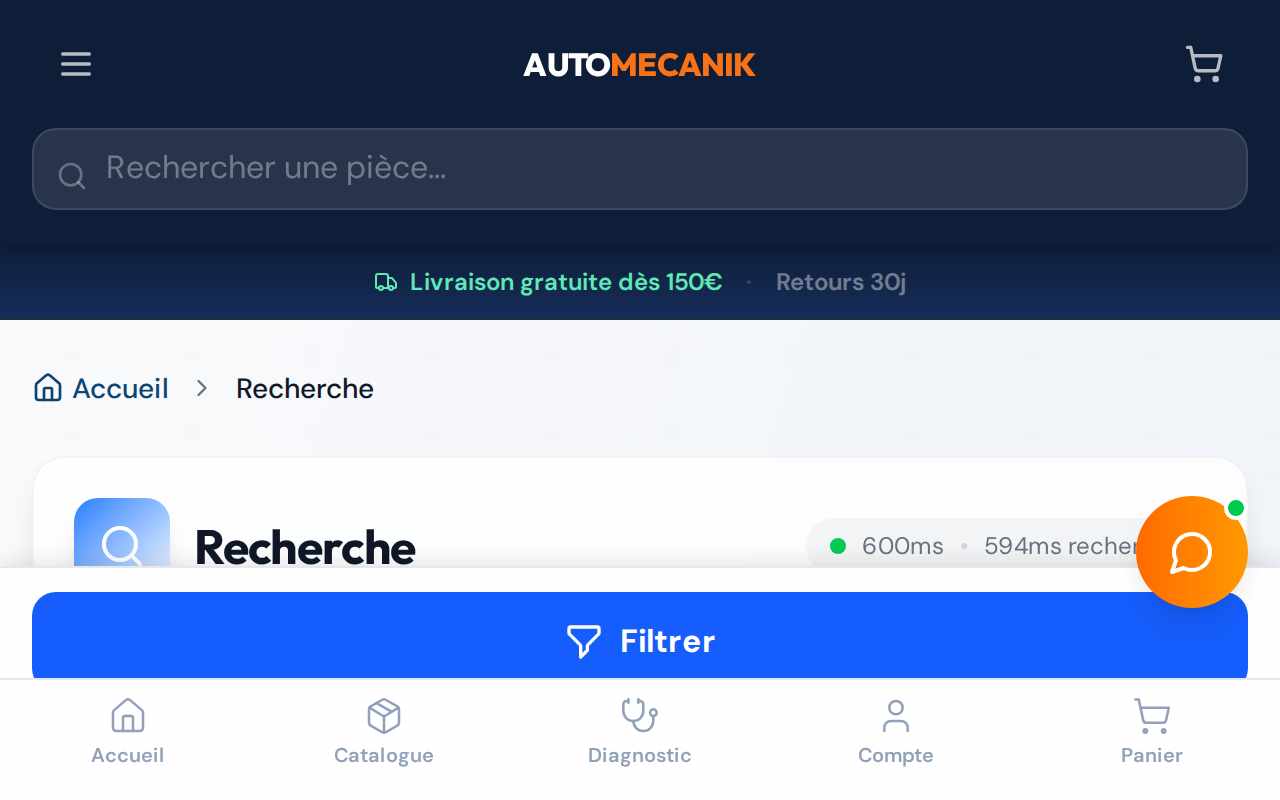 AUTOMECANIK
Rechercher une pièce...
Livraison gratuite dès 150€ · Retours 30j
Accueil > Recherche
Recherche
600ms • 594ms recher
Filtrer
Accueil
Catalogue
Diagnostic
Compte
Panier